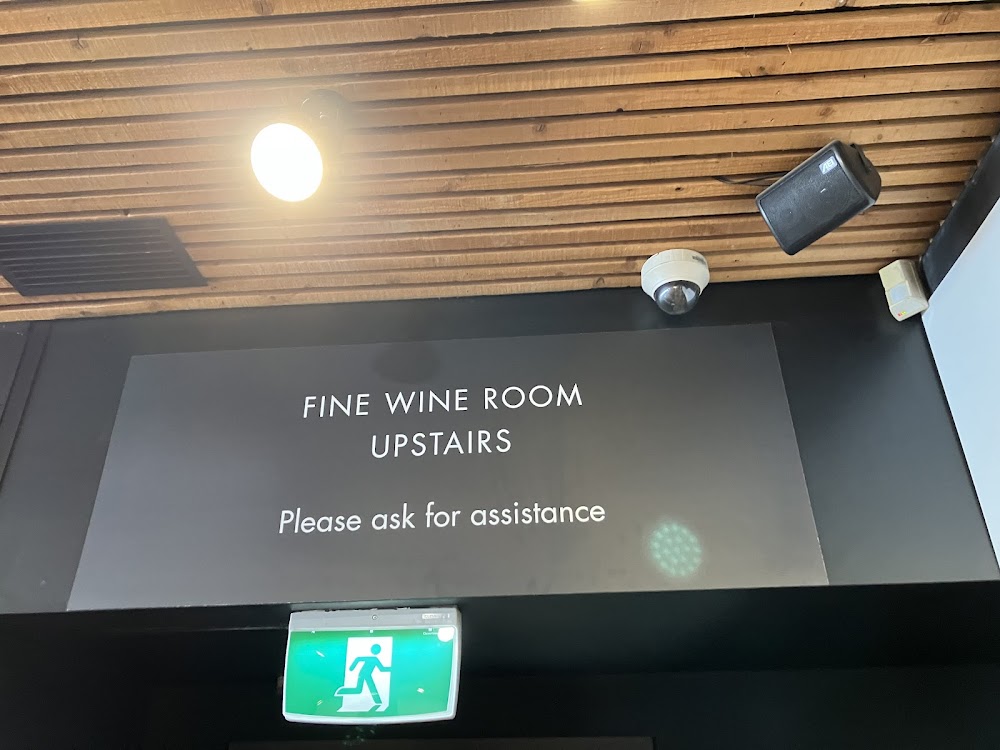 FINE WINE ROOM
UPSTAIRS
Please ask for assistance